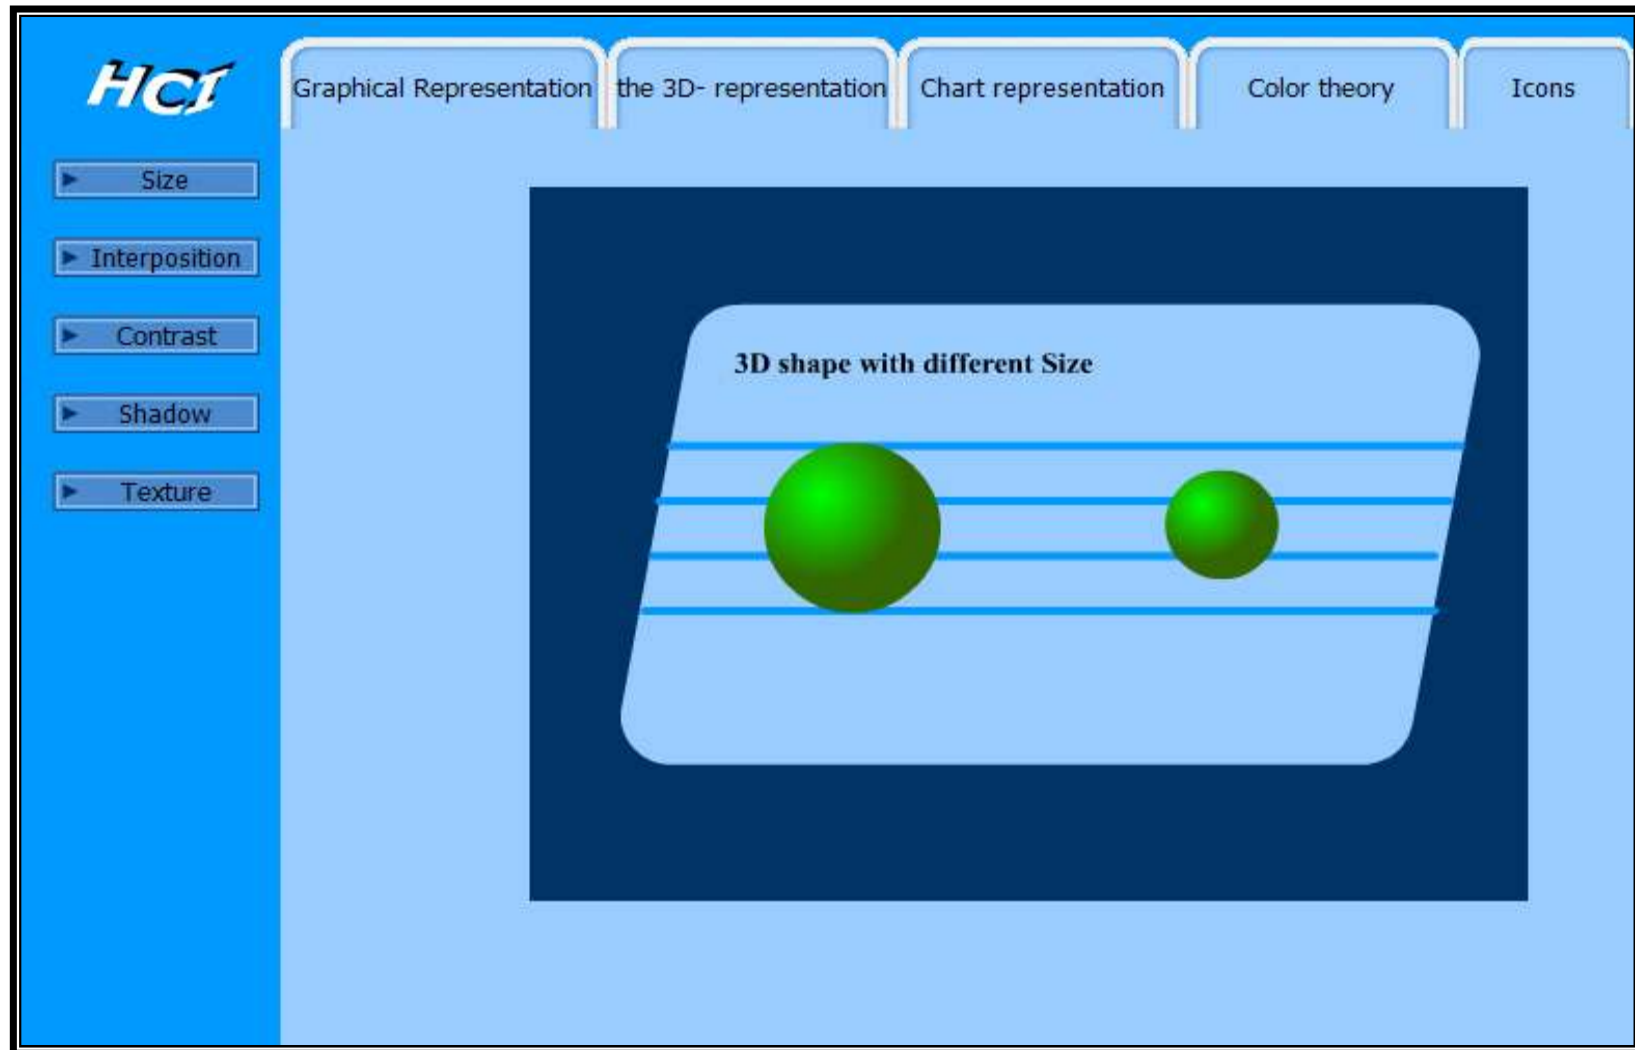 HCI
Graphical Representation
the 3D- representation
Chart representation
Color theory
Icons
Size
Interposition
Contrast
Shadow
Texture
3D shape with different Size